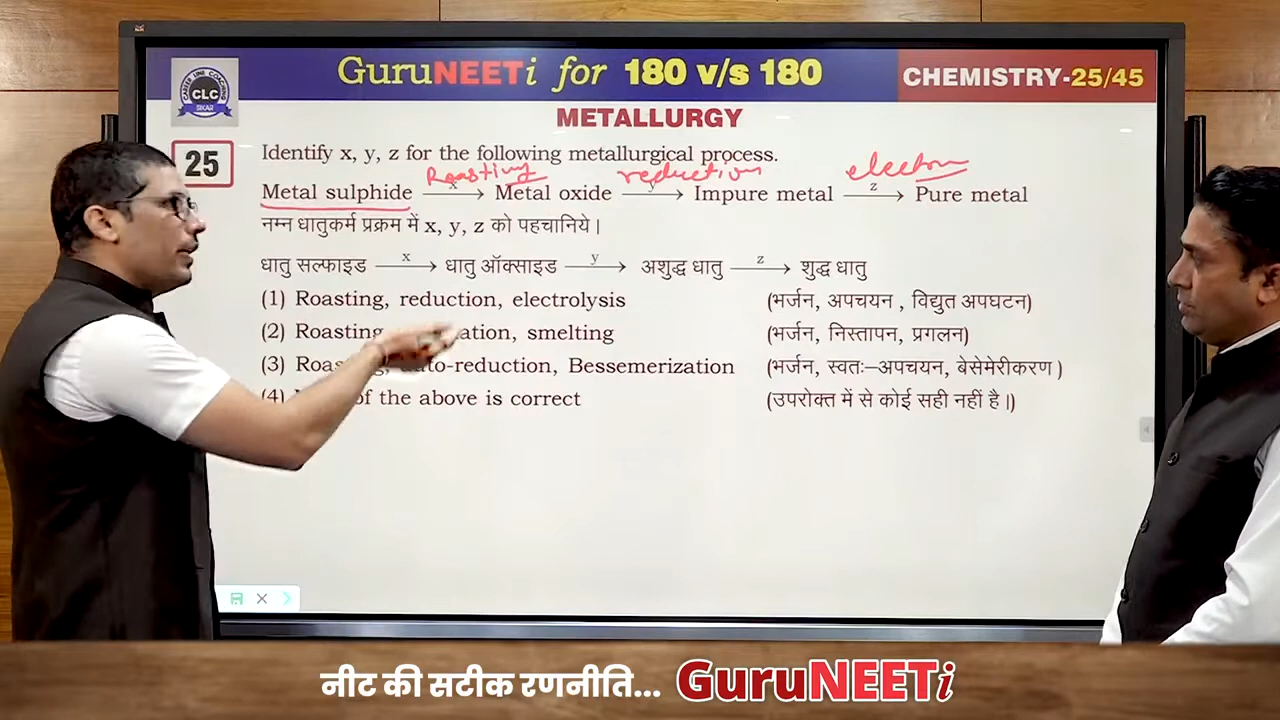 GuruNEETi for 180 v/s 180
CHEMISTRY-25/45
CLC
SIKAR
METALLURGY
25
Identify x, y, z for the following metallurgical process.
Roasting reduction
Metal sulphide x → Metal oxide y → Impure metal z → Pure metal
नम्न धातुकर्म प्रक्रम में x, y, z को पहचानिये।
धातु सल्फाइड x → धातु ऑक्साइड y → अशुद्ध धातु z → शुद्ध धातु
(1) Roasting, reduction, electrolysis (भर्जन, अपचयन , विद्युत अपघटन)
(2) Roasting smelting (भर्जन, निस्तापन, प्रगलन)
(3) -reduction, Bessemerization (भर्जन, स्वतः–अपचयन, बेसेमेरीकरण )
(4) of the above is correct (उपरोक्त में से कोई सही नहीं है।)
नीट की सटीक रणनीति... GuruNEETi